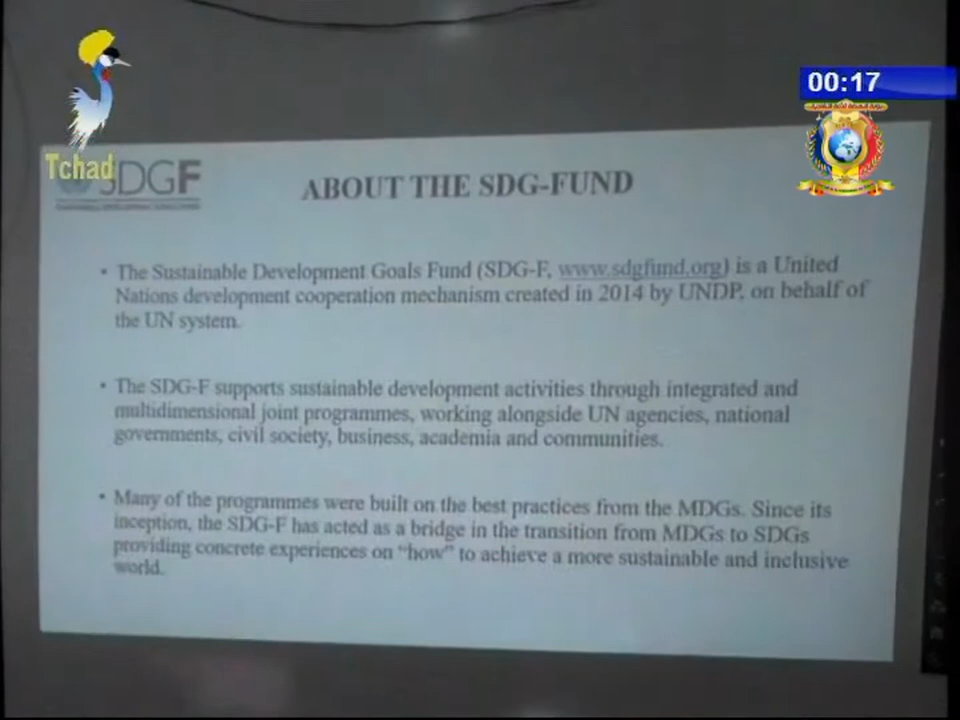 00:17
Tchad
SDGF
ABOUT THE SDG-FUND
• The Sustainable Development Goals Fund (SDG-F, www.sdgfund.org) is a United
Nations development cooperation mechanism created in 2014 by UNDP, on behalf of
the UN system.
• The SDG-F supports sustainable development activities through integrated and
multidimensional joint programmes, working alongside UN agencies, national
governments, civil society, business, academia and communities.
• Many of the programmes were built on the best practices from the MDGs. Since its
inception, the SDG-F has acted as a bridge in the transition from MDGs to SDGs
providing concrete experiences on “how” to achieve a more sustainable and inclusive
world.